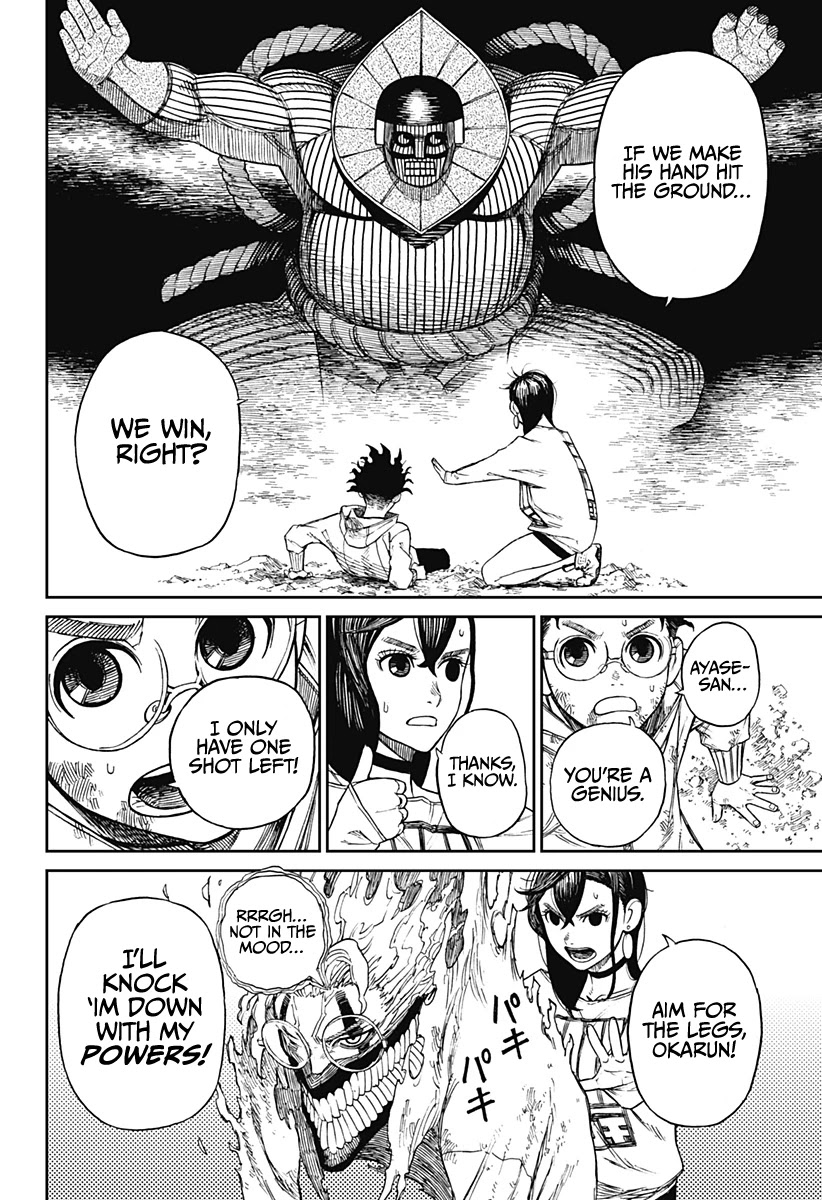 IF WE MAKE
HIS HAND HIT
THE GROUND...
WE WIN,
RIGHT?
AYASE-
SAN...
YOU'RE A
GENIUS.
THANKS,
I KNOW.
I ONLY
HAVE ONE
SHOT LEFT!
AIM FOR
THE LEGS,
OKARUN!
パキ
パキ
RRRGH...
NOT IN THE
MOOD...
I'LL
KNOCK
'IM DOWN
WITH MY
POWERS!